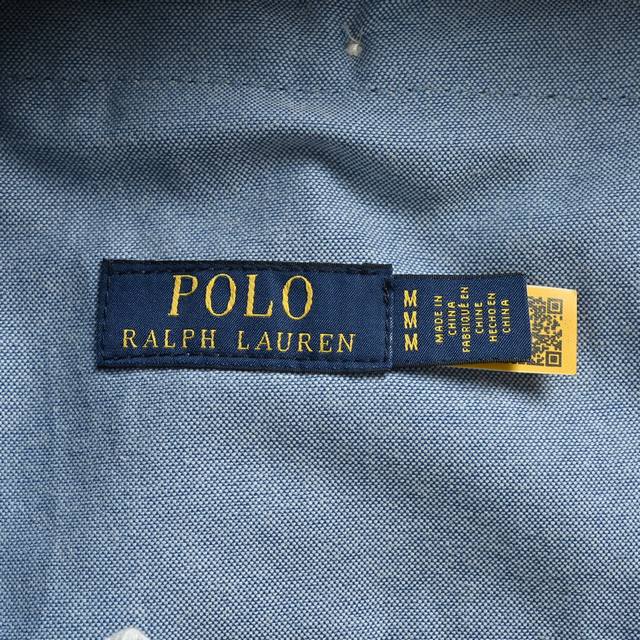 POLO
RALPH LAUREN
M
M
M
MADE IN
CHINA
FABRIQUÉ EN
CHINE
HECHO EN
CHINA